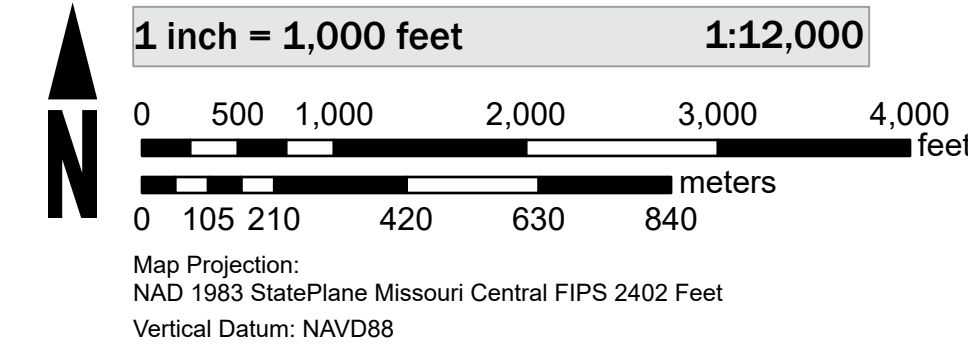 1 inch = 1,000 feet 1:12,000
0 500 1,000 2,000 3,000 4,000
feet
meters
0 105 210 420 630 840
N
Map Projection:
NAD 1983 StatePlane Missouri Central FIPS 2402 Feet
Vertical Datum: NAVD88